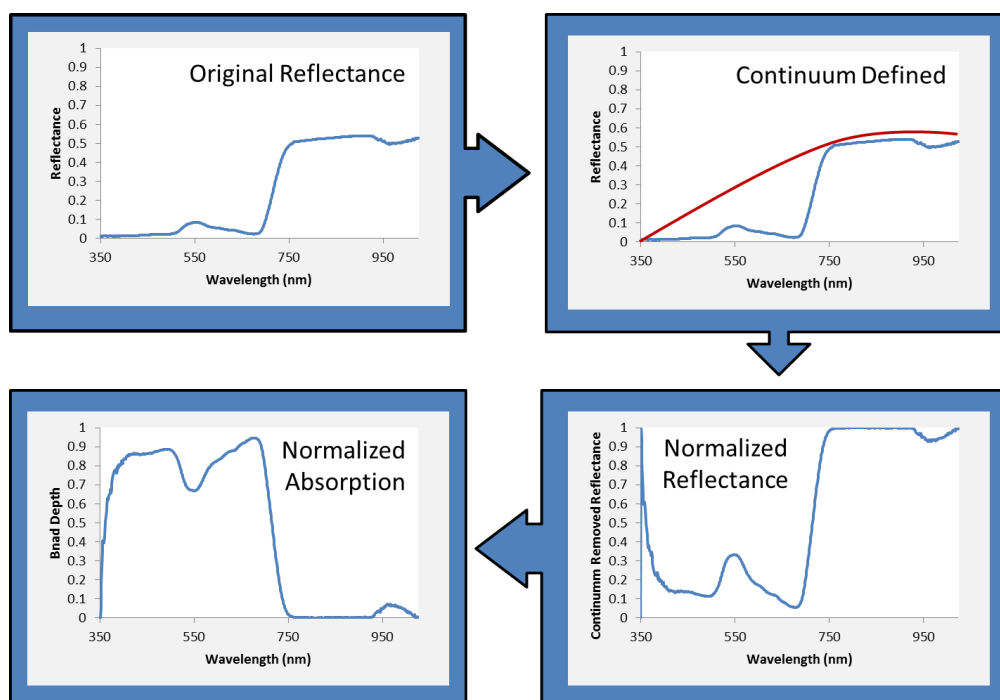 Original Reflectance
Reflectance
1
0.9
0.8
0.7
0.6
0.5
0.4
0.3
0.2
0.1
0
350 550 750 950
Wavelength (nm)
Continuum Defined
Reflectance
1
0.9
0.8
0.7
0.6
0.5
0.4
0.3
0.2
0.1
0
350 550 750 950
Wavelength (nm)
Normalized
Absorption
Bnad Depth
1
0.9
0.8
0.7
0.6
0.5
0.4
0.3
0.2
0.1
0
350 550 750 950
Wavelength (nm)
Normalized
Reflectance
Continumm Removed Reflectance
1
0.9
0.8
0.7
0.6
0.5
0.4
0.3
0.2
0.1
0
350 550 750 950
Wavelength (nm)